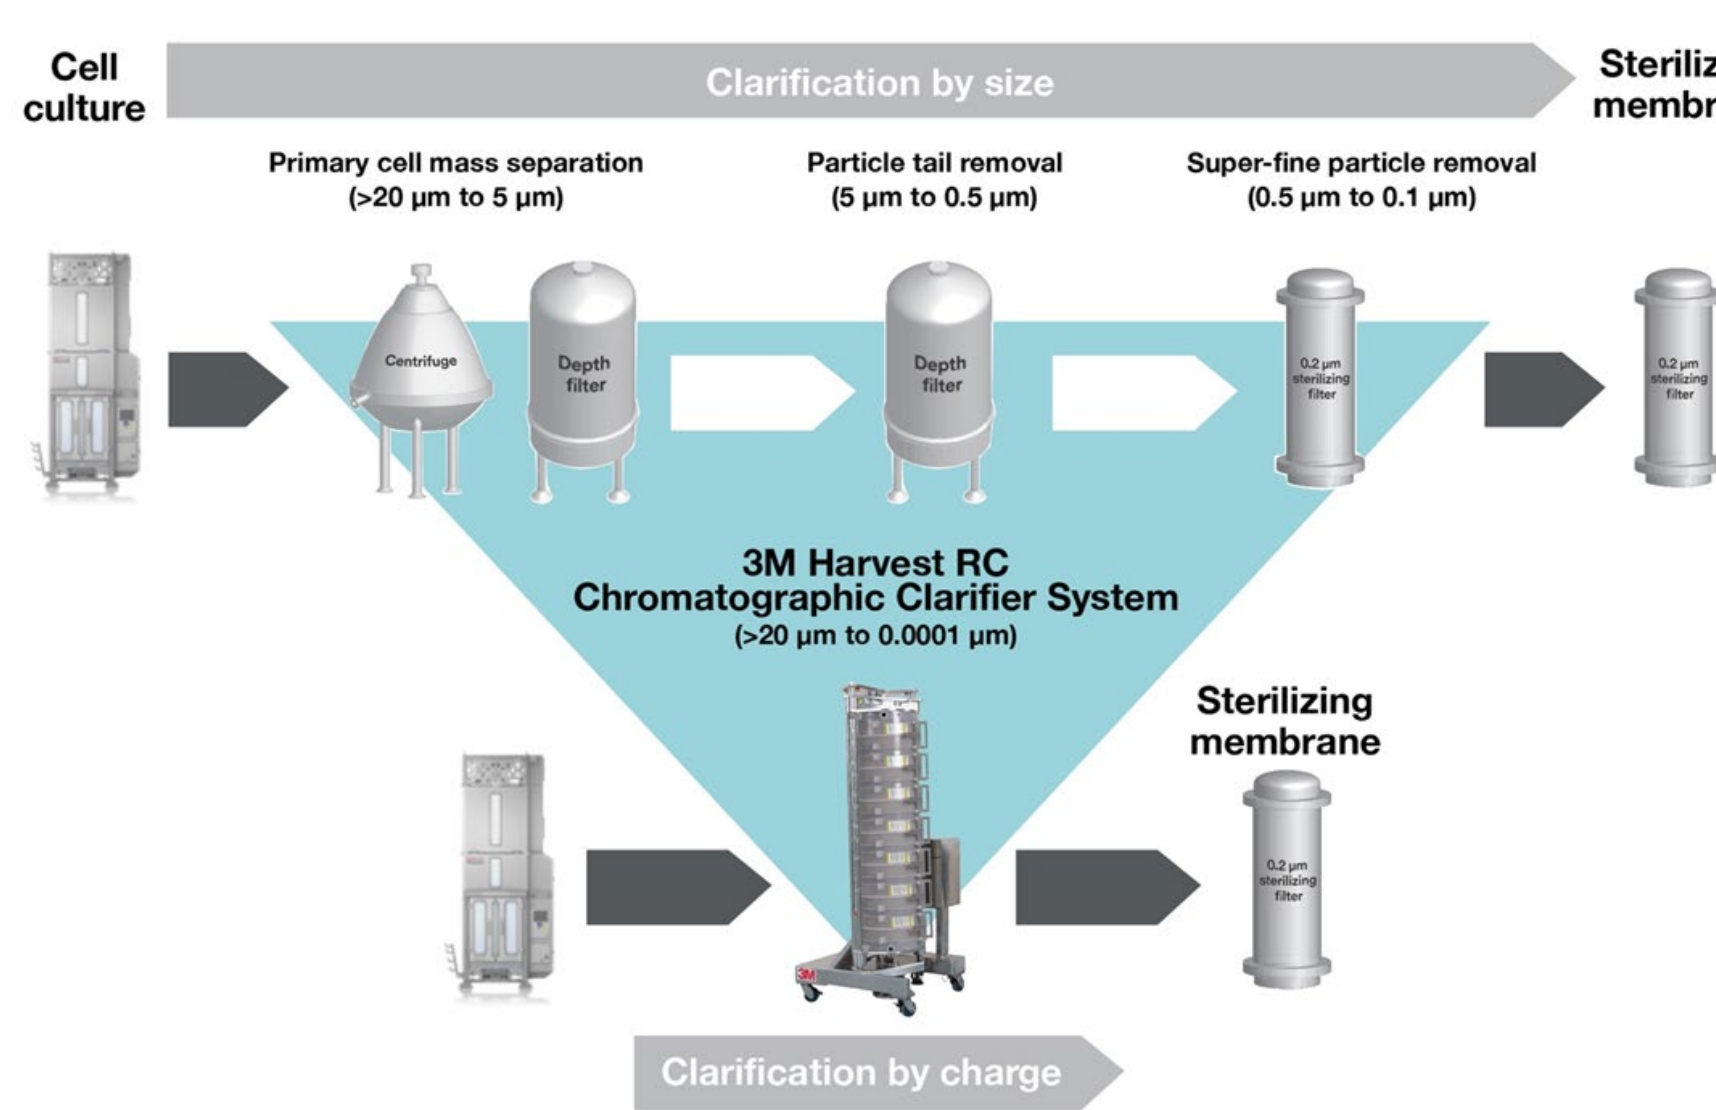 Cell
culture
Clarification by size
Steriliz
membr
Primary cell mass separation
(>20 µm to 5 µm)
Particle tail removal
(5 µm to 0.5 µm)
Super-fine particle removal
(0.5 µm to 0.1 µm)
Centrifuge
Depth
filter
Depth
filter
0.2 µm
sterilizing
filter
0.2 µm
sterilizing
filter
3M Harvest RC
Chromatographic Clarifier System
(>20 µm to 0.0001 µm)
Sterilizing
membrane
0.2 µm
sterilizing
filter
3M
Clarification by charge